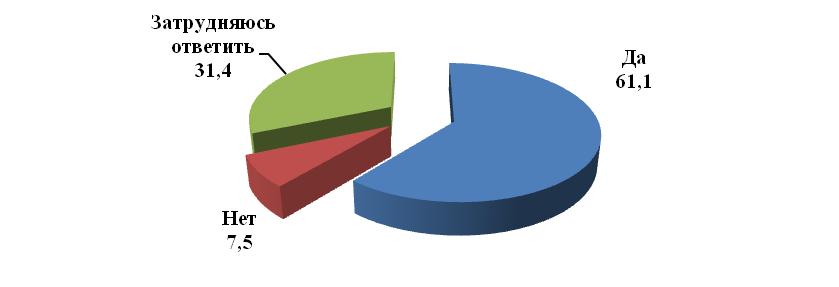 Затрудняюсь
ответить
31,4
Да
61,1
Нет
7,5